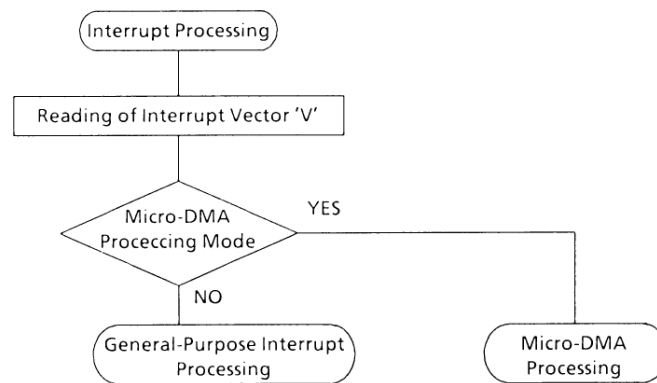 Interrupt Processing
Reading of Interrupt Vector 'V'
YES
Micro-DMA
Proceccing Mode
NO
General-Purpose Interrupt
Processing
Micro-DMA
Processing